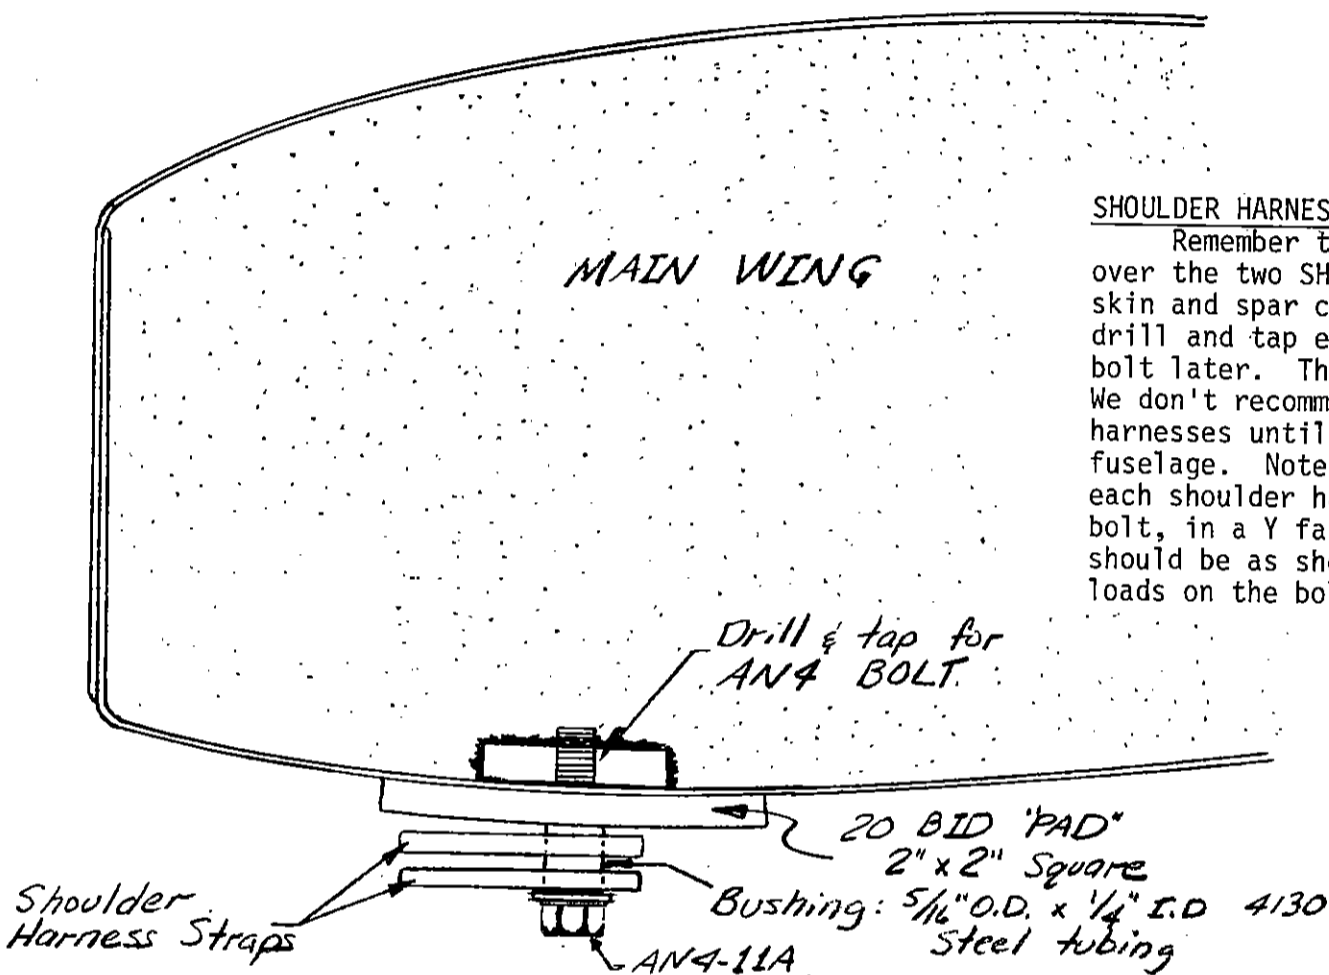 MAIN WING
SHOULDER HARNES
Remember t
over the two SH
skin and spar c
drill and tap e
bolt later. Th
We don't recomm
harnesses until
fuselage. Note
each shoulder h
bolt, in a Y fa
should be as sho
loads on the bol
Drill & tap for
AN4 BOLT.
20 BID "PAD"
2" x 2" Square
Bushing: 5/16" O.D. x 1/4" I.D 4130
Steel tubing
Shoulder
Harness Straps
AN4-11A